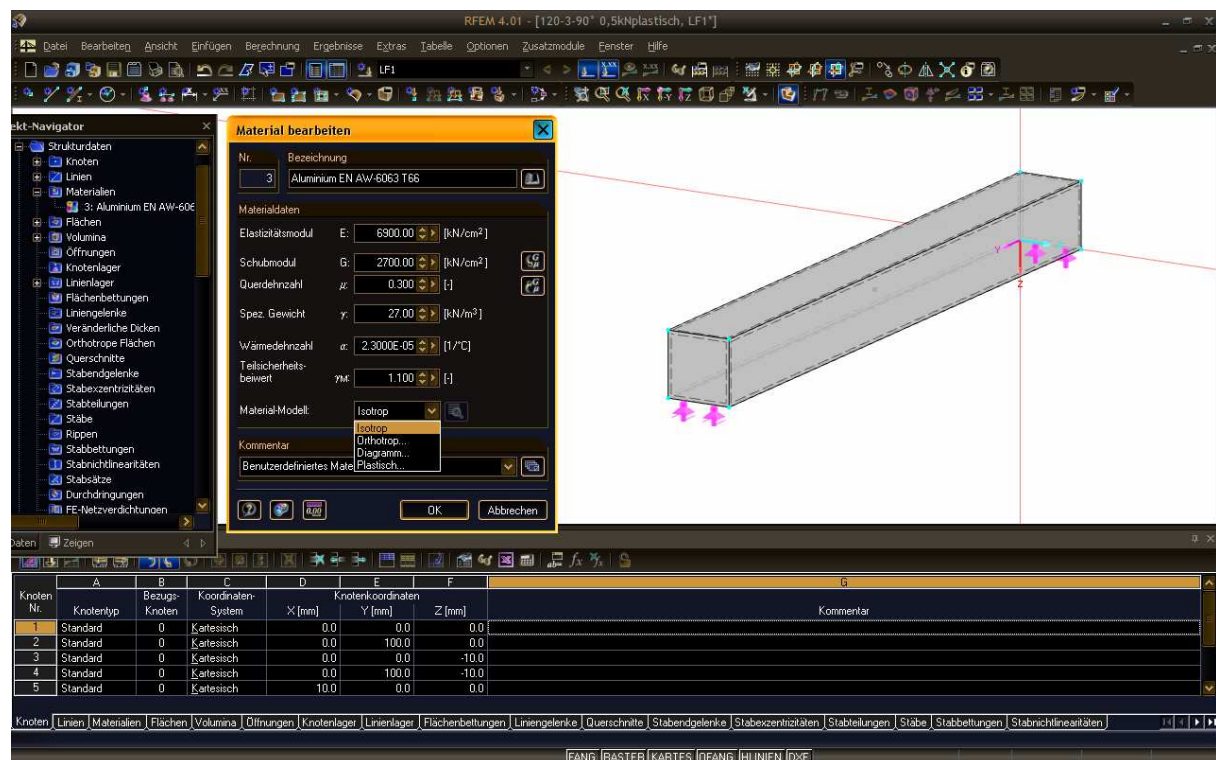 RFEM 4.01 - [120-3-90° 0,5kNplastisch, LF1*]
Datei Bearbeiten Ansicht Einfügen Berechnung Ergebnisse Extras Tabelle Optionen Zusatzmodule Fenster Hilfe
LF1
ekt-Navigator
Strukturdaten
Knoten
Linien
Materialien
3: Aluminium EN AW-606
Flächen
Volumina
Öffnungen
Knotenlager
Linienlager
Flächenbettungen
Liniengelenke
Veränderliche Dicken
Orthotrope Flächen
Querschnitte
Stabendgelenke
Stabexzentrizitäten
Stabteilungen
Stäbe
Rippen
Stabbettungen
Stabnichtlinearitäten
Stabsätze
Durchdringungen
FE-Netzverdichtungen
Daten Zeigen
Material bearbeiten
Nr. Bezeichnung
3 Aluminium EN AW-6063 T66
Materialdaten
Elastizitätsmodul E: 6900.00 [kN/cm²]
Schubmodul G: 2700.00 [kN/cm²]
Querdehnzahl μ: 0.300 [-]
Spez. Gewicht γ: 27.00 [kN/m³]
Wärmedehnzahl α: 2.3000E-05 [1/°C]
Teilsicherheits-
beiwert γM: 1.100 [-]
Material-Modell: Isotrop
Isotrop
Orthotrop...
Diagramm...
Plastisch...
Kommentar
Benutzerdefiniertes Mate
OK Abbrechen
Y
Z
A B C D E F G
Knoten Bezugs- Koordinaten- Knotenkoordinaten
Nr. Knotentyp Knoten System X [mm] Y [mm] Z [mm] Kommentar
1 Standard 0 Kartesisch 0.0 0.0 0.0
2 Standard 0 Kartesisch 0.0 100.0 0.0
3 Standard 0 Kartesisch 0.0 0.0 -10.0
4 Standard 0 Kartesisch 0.0 100.0 -10.0
5 Standard 0 Kartesisch 10.0 0.0 0.0
Knoten Linien Materialien Flächen Volumina Öffnungen Knotenlager Linienlager Flächenbettungen Liniengelenke Querschnitte Stabendgelenke Stabexzentrizitäten Stabteilungen Stäbe Stabbettungen Stabnichtlinearitäten
FANG RASTER KARTES OFANG HLINIEN DXF